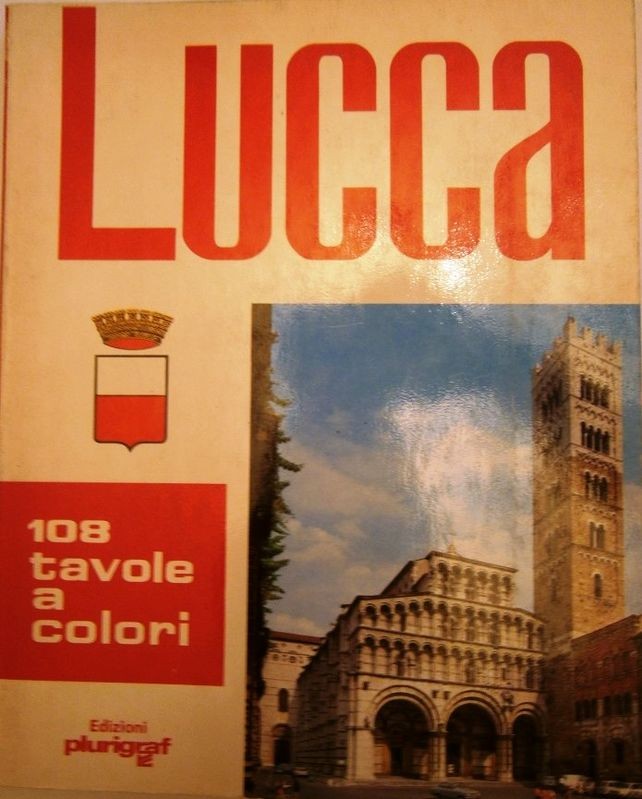 Lucca
108
tavole
a
colori
Edizioni
plurigraf